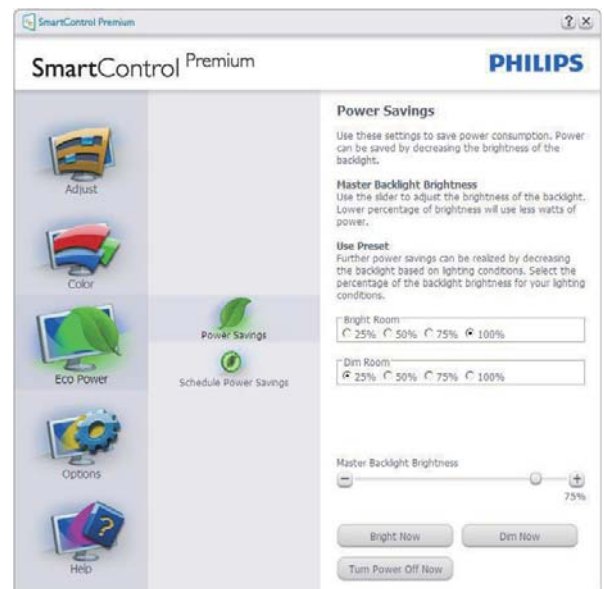 SmartControl Premium
SmartControl Premium
PHILIPS
Adjust
Color
Eco Power
Options
Help
Power Savings
Schedule Power Savings
Power Savings
Use these settings to save power consumption. Power
can be saved by decreasing the brightness of the
backlight.
Master Backlight Brightness
Use the slider to adjust the brightness of the backlight.
Lower percentage of brightness will use less watts of
power.
Use Preset
Further power savings can be realized by decreasing
the backlight based on lighting conditions. Select the
percentage of the backlight brightness for your lighting
conditions.
Bright Room
25% 50% 75% 100%
Dim Room
25% 50% 75% 100%
Master Backlight Brightness
75%
Bright Now Dim Now
Turn Power Off Now